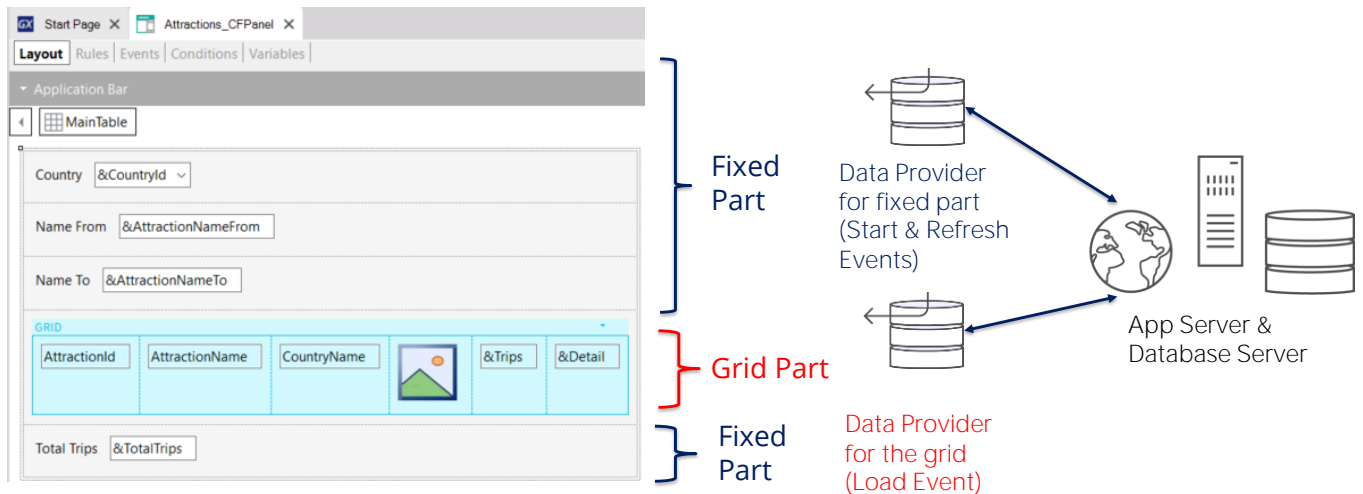 GX Start Page X Attractions_CFPanel X
Layout Rules Events Conditions Variables
Application Bar
MainTable
Country &CountryId
Name From &AttractionNameFrom
Name To &AttractionNameTo
GRID
AttractionId AttractionName CountryName &Trips &Detail
Total Trips &TotalTrips
Fixed
Part
Grid Part
Fixed
Part
Data Provider
for fixed part
(Start & Refresh
Events)
Data Provider
for the grid
(Load Event)
App Server &
Database Server